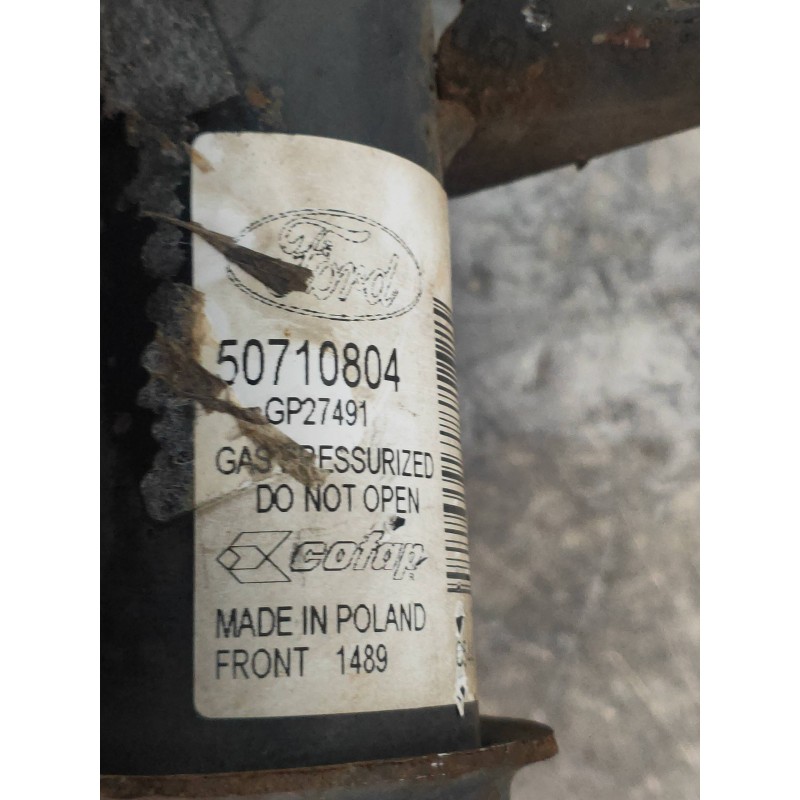 Ford
50710804
GP27491
GAS PRESSURIZED
DO NOT OPEN
cofap
MADE IN POLAND
FRONT 1489